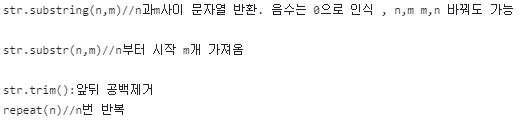 str.substring(n,m)//n과m사이 문자열 반환. 음수는 0으로 인식 , n,m m,n 바꿔도 가능
str.substr(n,m)//n부터 시작 m개 가져옴
str.trim():앞뒤 공백제거
repeat(n)//n번 반복